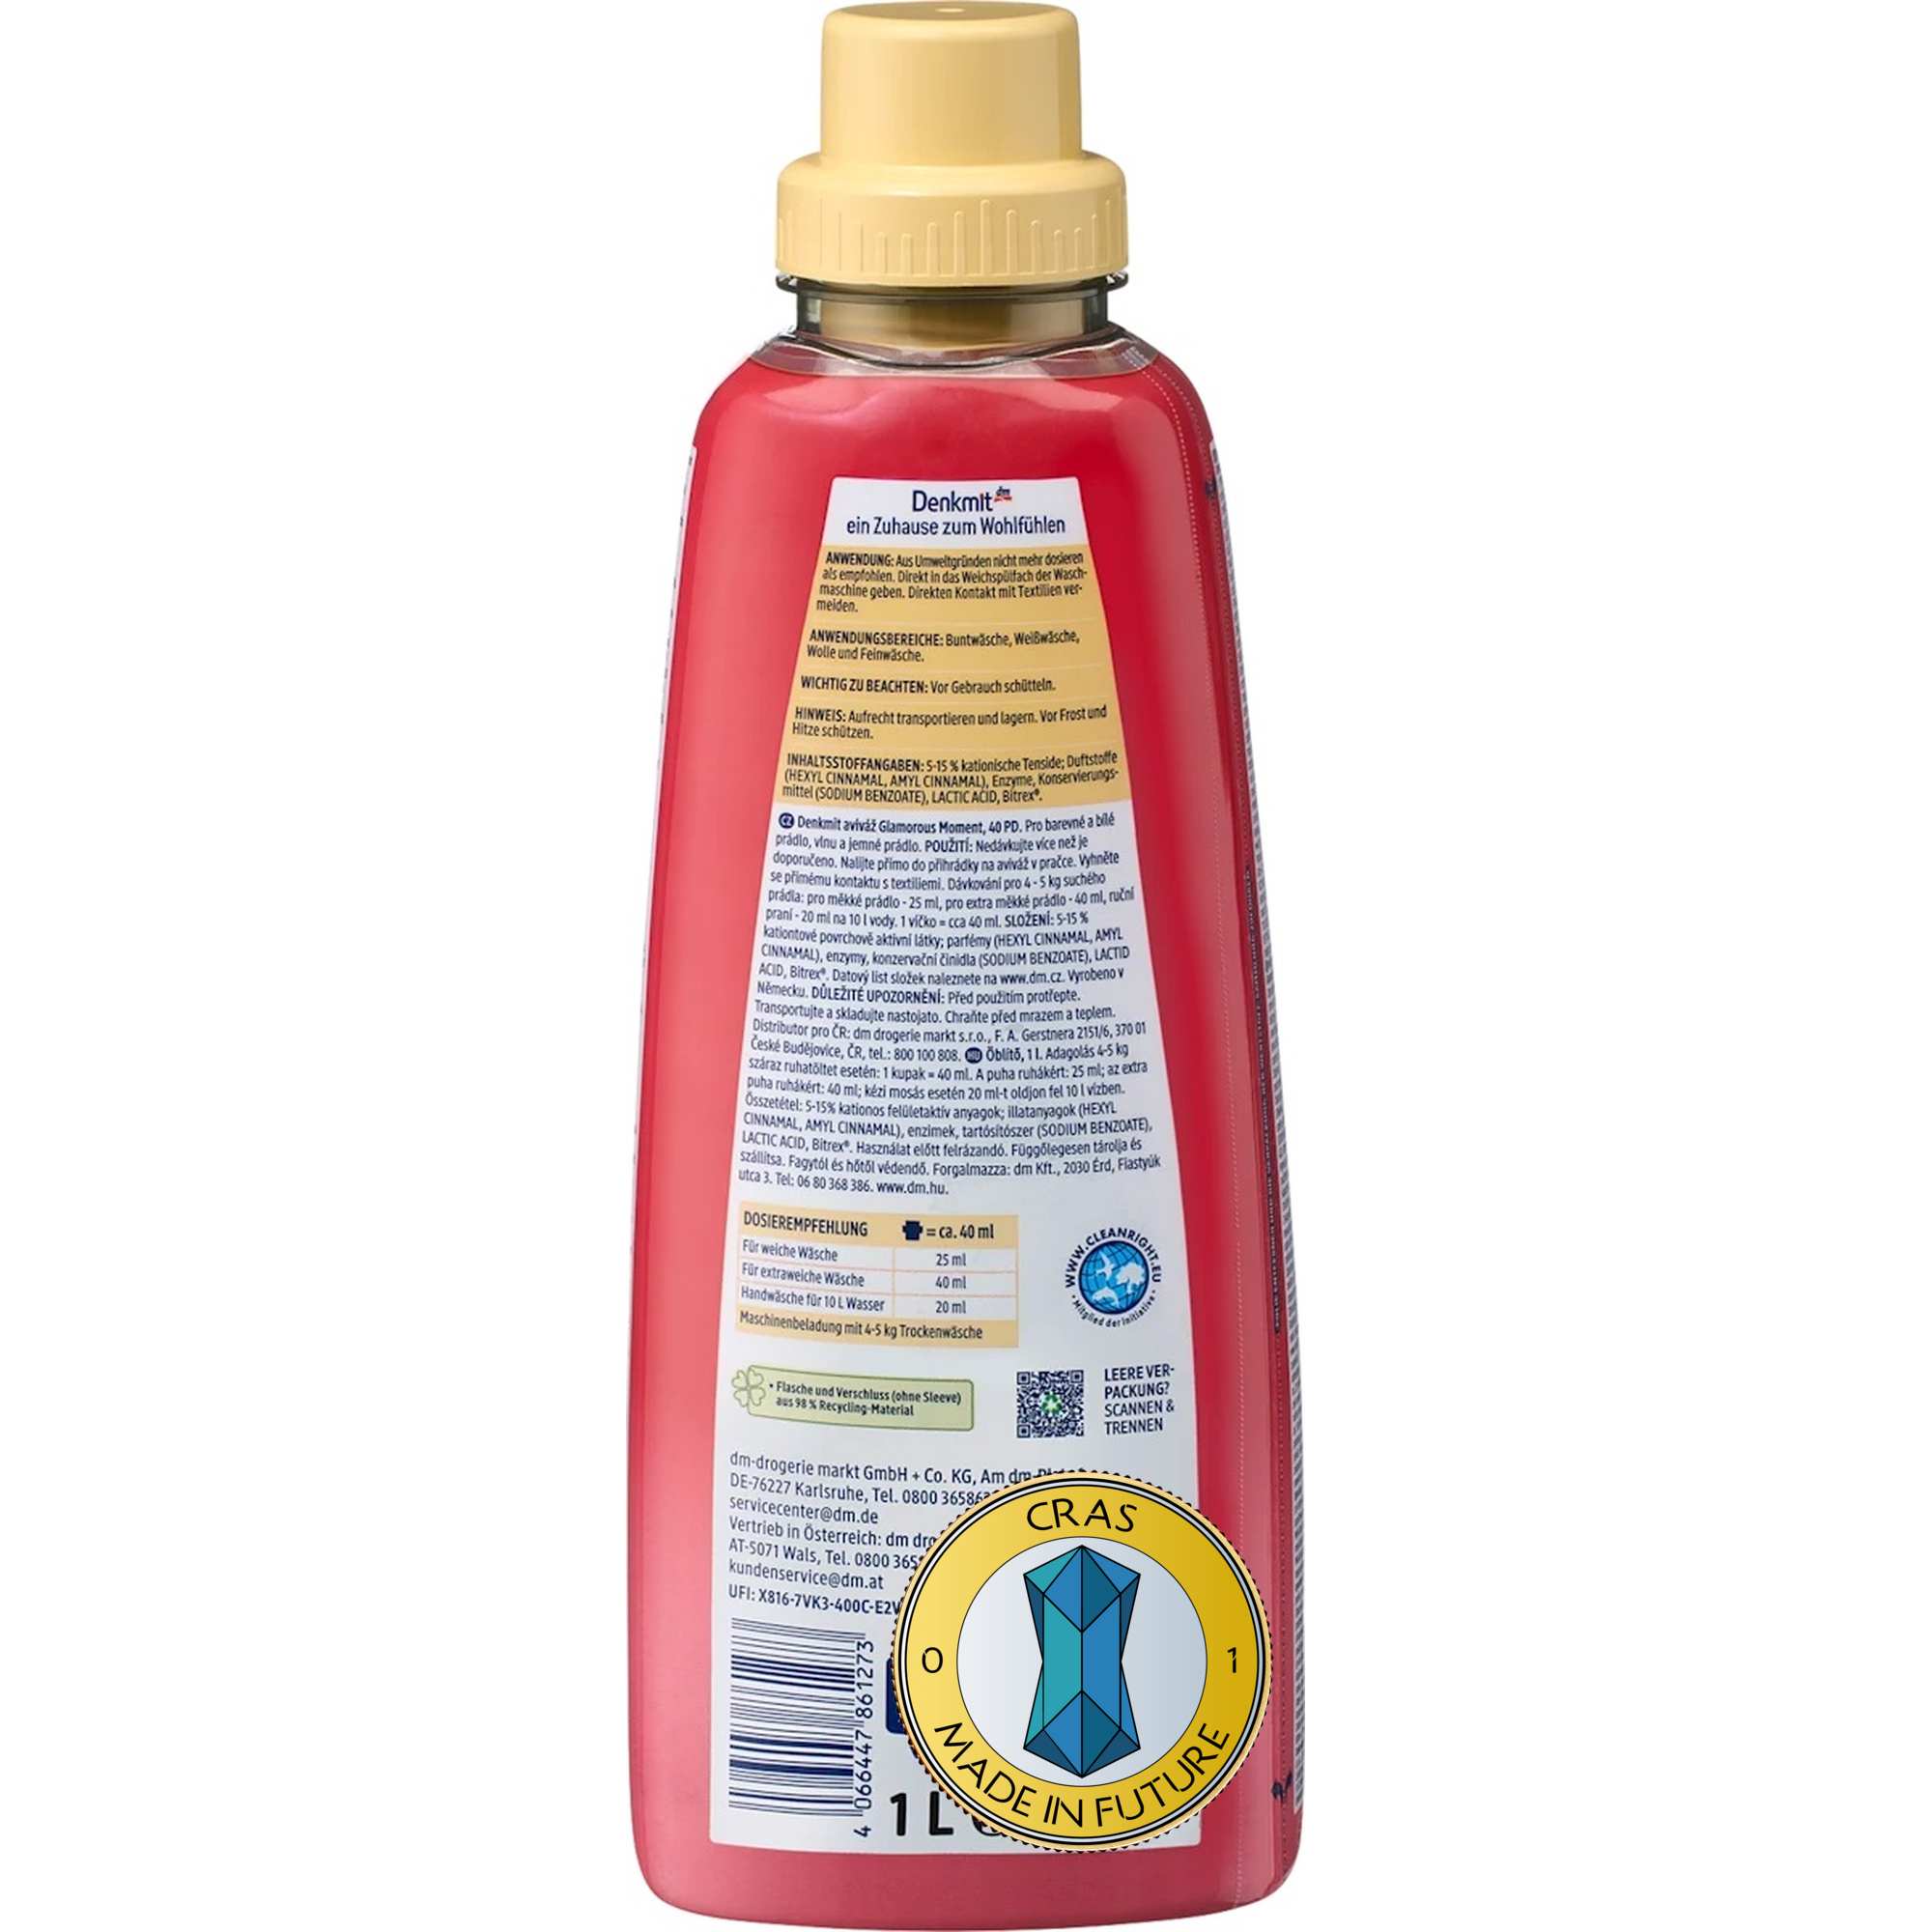 Denkmit dm
ein Zuhause zum Wohlfühlen
ANWENDUNG: Aus Umweltgründen nicht mehr dosieren
als empfohlen. Direkt in das Weichspülfach der Wasch-
maschine geben. Direkten Kontakt mit Textilien ver-
meiden.
ANWENDUNGSBEREICHE: Buntwäsche, Weißwäsche,
Wolle und Feinwäsche.
WICHTIG ZU BEACHTEN: Vor Gebrauch schütteln.
HINWEIS: Aufrecht transportieren und lagern. Vor Frost und
Hitze schützen.
INHALTSSTOFFANGABEN: 5-15 % kationische Tenside; Duftstoffe
(HEXYL CINNAMAL, AMYL CINNAMAL), Enzyme, Konservierungs-
mittel (SODIUM BENZOATE), LACTIC ACID, Bitrex®.
CZ Denkmit aviváž Glamorous Moment, 40 PD. Pro barevné a bílé
prádlo, vlnu a jemné prádlo. POUŽITÍ: Nedávkujte více než je
doporučeno. Nalijte přímo do přihrádky na aviváž v pračce. Vyhněte
se přímému kontaktu s textiliemi. Dávkování pro 4 - 5 kg suchého
prádla: pro měkké prádlo - 25 ml, pro extra měkké prádlo - 40 ml, ruční
praní - 20 ml na 10 l vody. 1 víčko = cca 40 ml. SLOŽENÍ: 5-15 %
kationtové povrchově aktivní látky; parfémy (HEXYL CINNAMAL, AMYL
CINNAMAL), enzymy, konzervační činidla (SODIUM BENZOATE), LACTID
ACID, Bitrex®. Datový list složek naleznete na www.dm.cz. Vyrobeno v
Německu. DŮLEŽITÉ UPOZORNĚNÍ: Před použitím protřepte.
Transportujte a skladujte nastojato. Chraňte před mrazem a teplem.
Distributor pro ČR: dm drogerie markt s.r.o., F. A. Gerstnera 2151/6, 370 01
České Budějovice, ČR, tel.: 800 100 808. HU Öblítő, 1 l. Adagolás 4-5 kg
száraz ruhatöltet esetén: 1 kupak = 40 ml. A puha ruhákért: 25 ml; az extra
puha ruhákért: 40 ml; kézi mosás esetén 20 ml-t oldjon fel 10 l vízben.
Összetétel: 5-15% kationos felületaktív anyagok; illatanyagok (HEXYL
CINNAMAL, AMYL CINNAMAL), enzimek, tartósítószer (SODIUM BENZOATE),
LACTIC ACID, Bitrex®. Használat előtt felrázandó. Függőlegesen tárolja és
szállítsa. Fagytól és hőtől védendő. Forgalmazza: dm Kft., 2030 Érd, Fiastyúk
utca 3. Tel: 06 80 368 386. www.dm.hu.
DOSIEREMPFEHLUNG = ca. 40 ml
Für weiche Wäsche 25 ml
Für extraweiche Wäsche 40 ml
Handwäsche für 10 L Wasser 20 ml
Maschinenbeladung mit 4-5 kg Trockenwäsche
WWW.CLEANRIGHT.EU
• Mitglied der Initiative •
• Flasche und Verschluss (ohne Sleeve)
aus 98 % Recycling-Material
LEERE VER-
PACKUNG?
SCANNEN &
TRENNEN
dm-drogerie markt GmbH + Co. KG, Am
DE-76227 Karlsruhe, Tel. 0800
servicecenter@dm.de
Vertrieb in Österreich: dm
AT-5071 Wals, Tel. 0800
kundenservice@dm.at
UFI: X816-7VK3-400C-
4 066447 861273
1 L
CRAS
0 1
MADE IN FUTURE